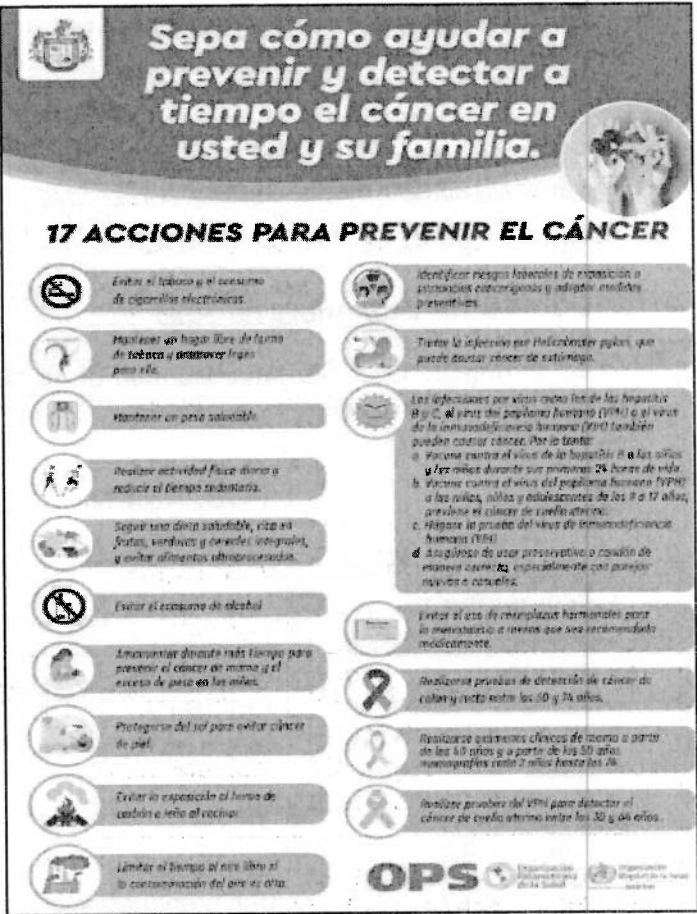 Sepa cómo ayudar a
prevenir y detectar a
tiempo el cáncer en
usted y su familia.
17 ACCIONES PARA PREVENIR EL CÁNCER
Evitar el tabaco y el consumo
de cigarrillos electrónicos.
Mantener un hogar libre de humo
de tabaco y promover leyes
para ello.
Mantener un peso saludable.
Realizar actividad física diaria y
reducir el tiempo sedentario.
Seguir una dieta saludable, rica en
frutas, verduras y cereales integrales,
y evitar alimentos ultraprocesados.
Evitar el consumo de alcohol
Amamantar durante más tiempo para
prevenir el cáncer de mama y el
exceso de peso en los niños.
Protegerse del sol para evitar cáncer
de piel.
Evitar la exposición al humo de
carbón o leña al cocinar.
Limitar el tiempo al aire libre si
la contaminación del aire es alta.
Identificar riesgos laborales de exposición a
sustancias cancerígenas y adoptar medidas
preventivas.
Tratar la infección por Helicobacter pylori, que
puede causar cáncer de estómago.
Las infecciones por virus como los de las hepatitis
B y C, el virus del papiloma humano (VPH) o el virus
de la inmunodeficiencia humana (VIH) también
pueden causar cáncer. Por lo tanto:
a. Vacune contra el virus de la hepatitis B a las niñas
y los niños durante sus primeras 24 horas de vida.
b. Vacune contra el virus del papiloma humano (VPH)
a las niñas, niños y adolescentes de los 9 a 17 años,
previene el cáncer de cuello uterino.
c. Hágase la prueba del virus de inmunodeficiencia
humana (VIH)
d Asegúrese de usar preservativo o condón de
manera correcta, especialmente con parejas
nuevas o casuales.
Evitar el uso de reemplazos hormonales para
la menopausia a menos que sea recomendado
médicamente.
Realizarse pruebas de detección de cáncer de
colon y recto entre los 50 y 74 años.
Realizarse exámenes clínicos de mama a partir
de los 40 años y a partir de los 50 años
mamografías cada 2 años hasta los 74.
Realizar pruebas del VPH para detectar el
cáncer de cuello uterino entre los 30 y 64 años.
OPS
Organización
Panamericana
de la Salud
Organización
Mundial de la Salud